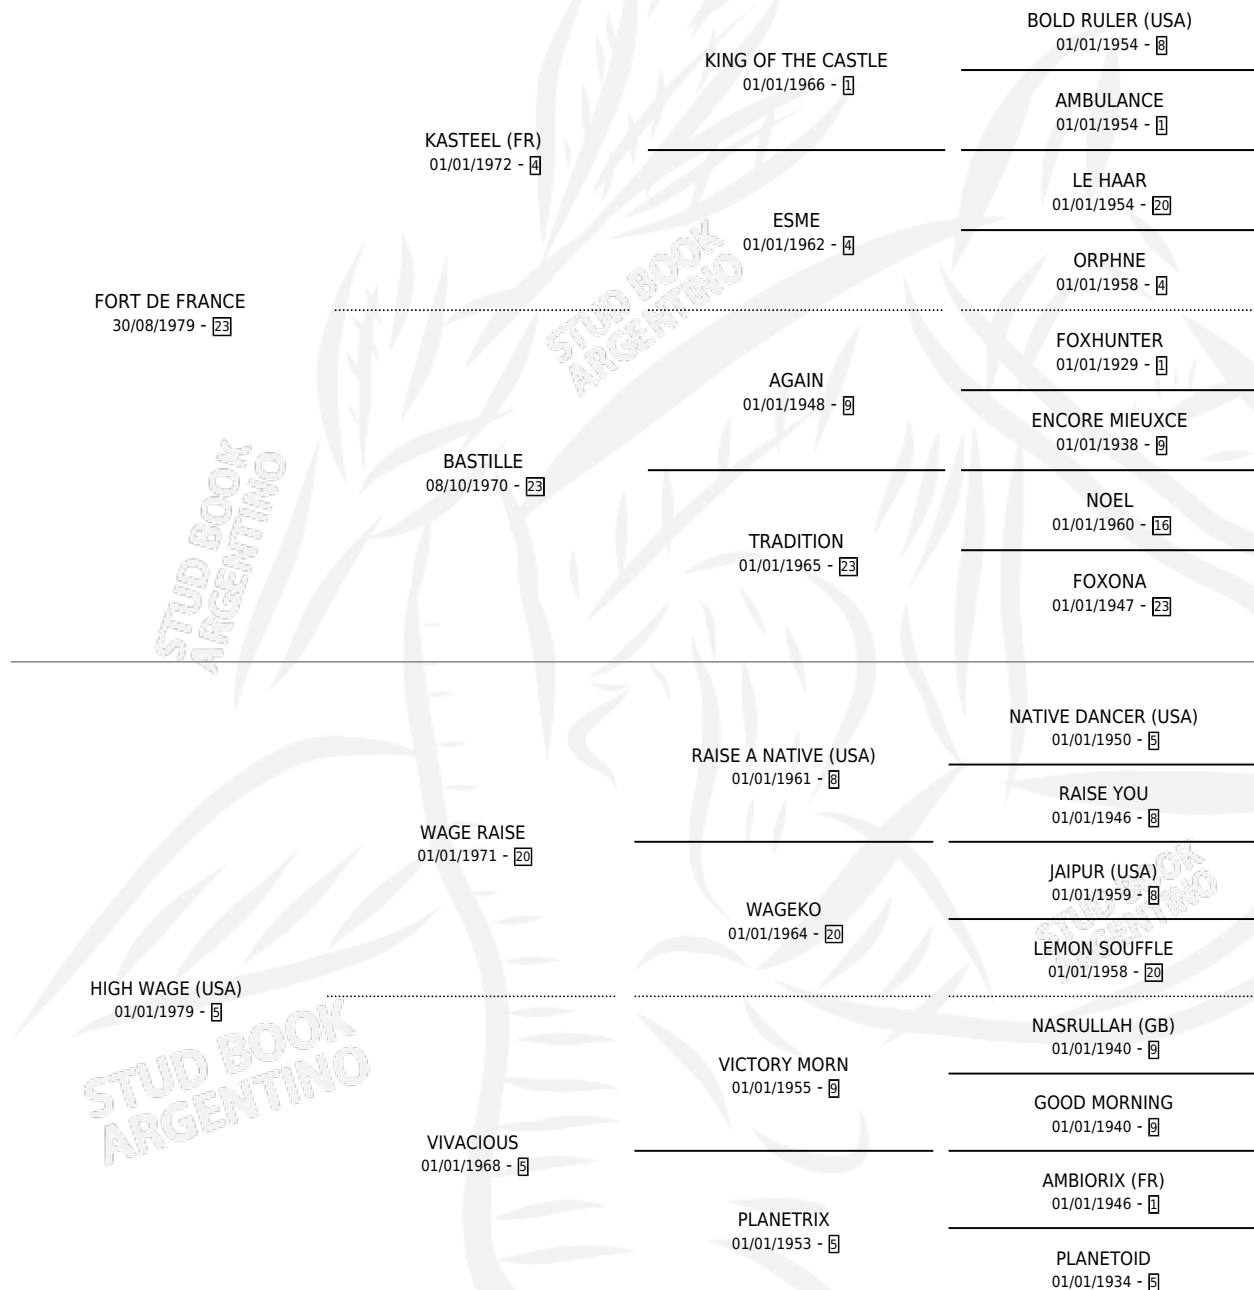 BOLD RULER (USA)
01/01/1954 - 8
KING OF THE CASTLE
01/01/1966 - 1
AMBULANCE
01/01/1954 - 1
KASTEEL (FR)
01/01/1972 - 4
LE HAAR
01/01/1954 - 20
ESME
01/01/1962 - 4
ORPHNE
01/01/1958 - 4
FORT DE FRANCE
30/08/1979 - 23
FOXHUNTER
01/01/1929 - 1
AGAIN
01/01/1948 - 9
ENCORE MIEUXCE
01/01/1938 - 9
BASTILLE
08/10/1970 - 23
NOEL
01/01/1960 - 16
TRADITION
01/01/1965 - 23
FOXONA
01/01/1947 - 23
NATIVE DANCER (USA)
01/01/1950 - 5
RAISE A NATIVE (USA)
01/01/1961 - 8
RAISE YOU
01/01/1946 - 8
WAGE RAISE
01/01/1971 - 20
JAIPUR (USA)
01/01/1959 - 8
WAGEKO
01/01/1964 - 20
LEMON SOUFFLE
01/01/1958 - 20
HIGH WAGE (USA)
01/01/1979 - 5
NASRULLAH (GB)
01/01/1940 - 9
VICTORY MORN
01/01/1955 - 9
GOOD MORNING
01/01/1940 - 9
VIVACIOUS
01/01/1968 - 5
AMBIORIX (FR)
01/01/1946 - 1
PLANETRIX
01/01/1953 - 5
PLANETOID
01/01/1934 - 5
STUD BOOK
ARGENTINO
STUD BOOK
ARGENTINO
STUD BOOK
ARGENTINO
STUD BOOK
ARGENTINO